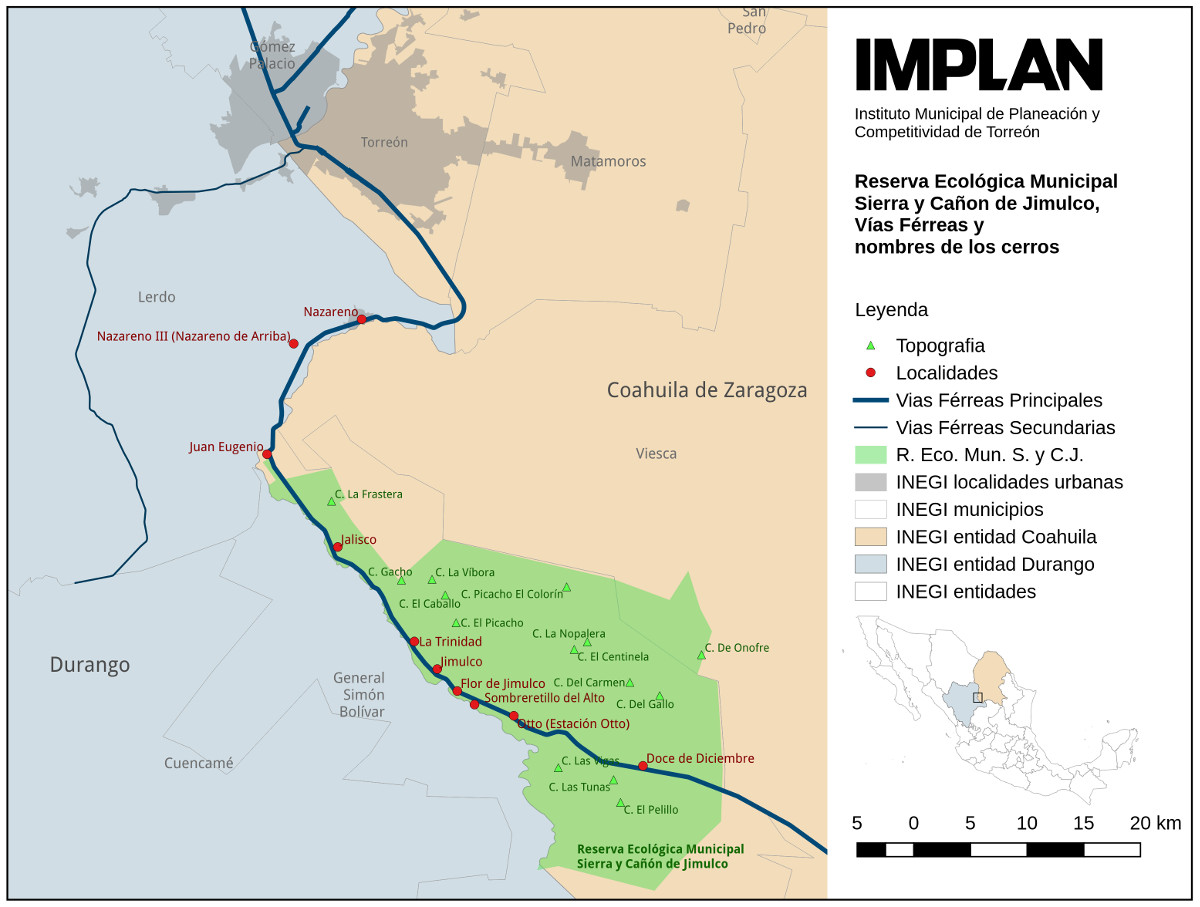 San
Pedro
Gómez
Palacio
Torreón
Matamoros
Lerdo
Nazareno
Nazareno III (Nazareno de Arriba)
Coahuila de Zaragoza
Juan Eugenio
Viesca
C. La Frastera
Jalisco
C. Gacho
C. La Víbora
C. Picacho El Colorín
C. El Caballo
C. El Picacho
C. La Nopalera
La Trinidad
C. De Onofre
C. El Centinela
Jimulco
Durango
General
Simón
Bolívar
Flor de Jimulco
C. Del Carmen
Sombreretillo del Alto
C. Del Gallo
Otto (Estación Otto)
Cuencamé
C. Las Vigas
Doce de Diciembre
C. Las Tunas
C. El Pelillo
Reserva Ecológica Municipal
Sierra y Cañón de Jimulco
IMPLAN
Instituto Municipal de Planeación y
Competitividad de Torreón
Reserva Ecológica Municipal
Sierra y Cañon de Jimulco,
Vías Férreas y
nombres de los cerros
Leyenda
Topografia
Localidades
Vias Férreas Principales
Vias Férreas Secundarias
R. Eco. Mun. S. y C.J.
INEGI localidades urbanas
INEGI municipios
INEGI entidad Coahuila
INEGI entidad Durango
INEGI entidades
5 0 5 10 15 20 km